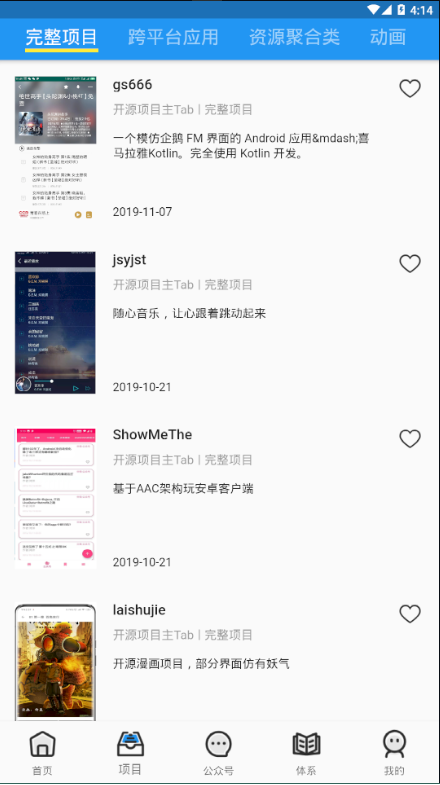 4:14
完整项目 跨平台应用 资源聚合类 动画
gs666
开源项目主Tab | 完整项目
一个模仿企鹅 FM 界面的 Android 应用&mdash;喜
马拉雅Kotlin。完全使用 Kotlin 开发。
2019-11-07
jsyjst
开源项目主Tab | 完整项目
随心音乐，让心跟着跳动起来
2019-10-21
ShowMeThe
开源项目主Tab | 完整项目
基于AAC架构玩安卓客户端
2019-10-21
laishujie
开源项目主Tab | 完整项目
开源漫画项目，部分界面仿有妖气
首页 项目 公众号 体系 我的